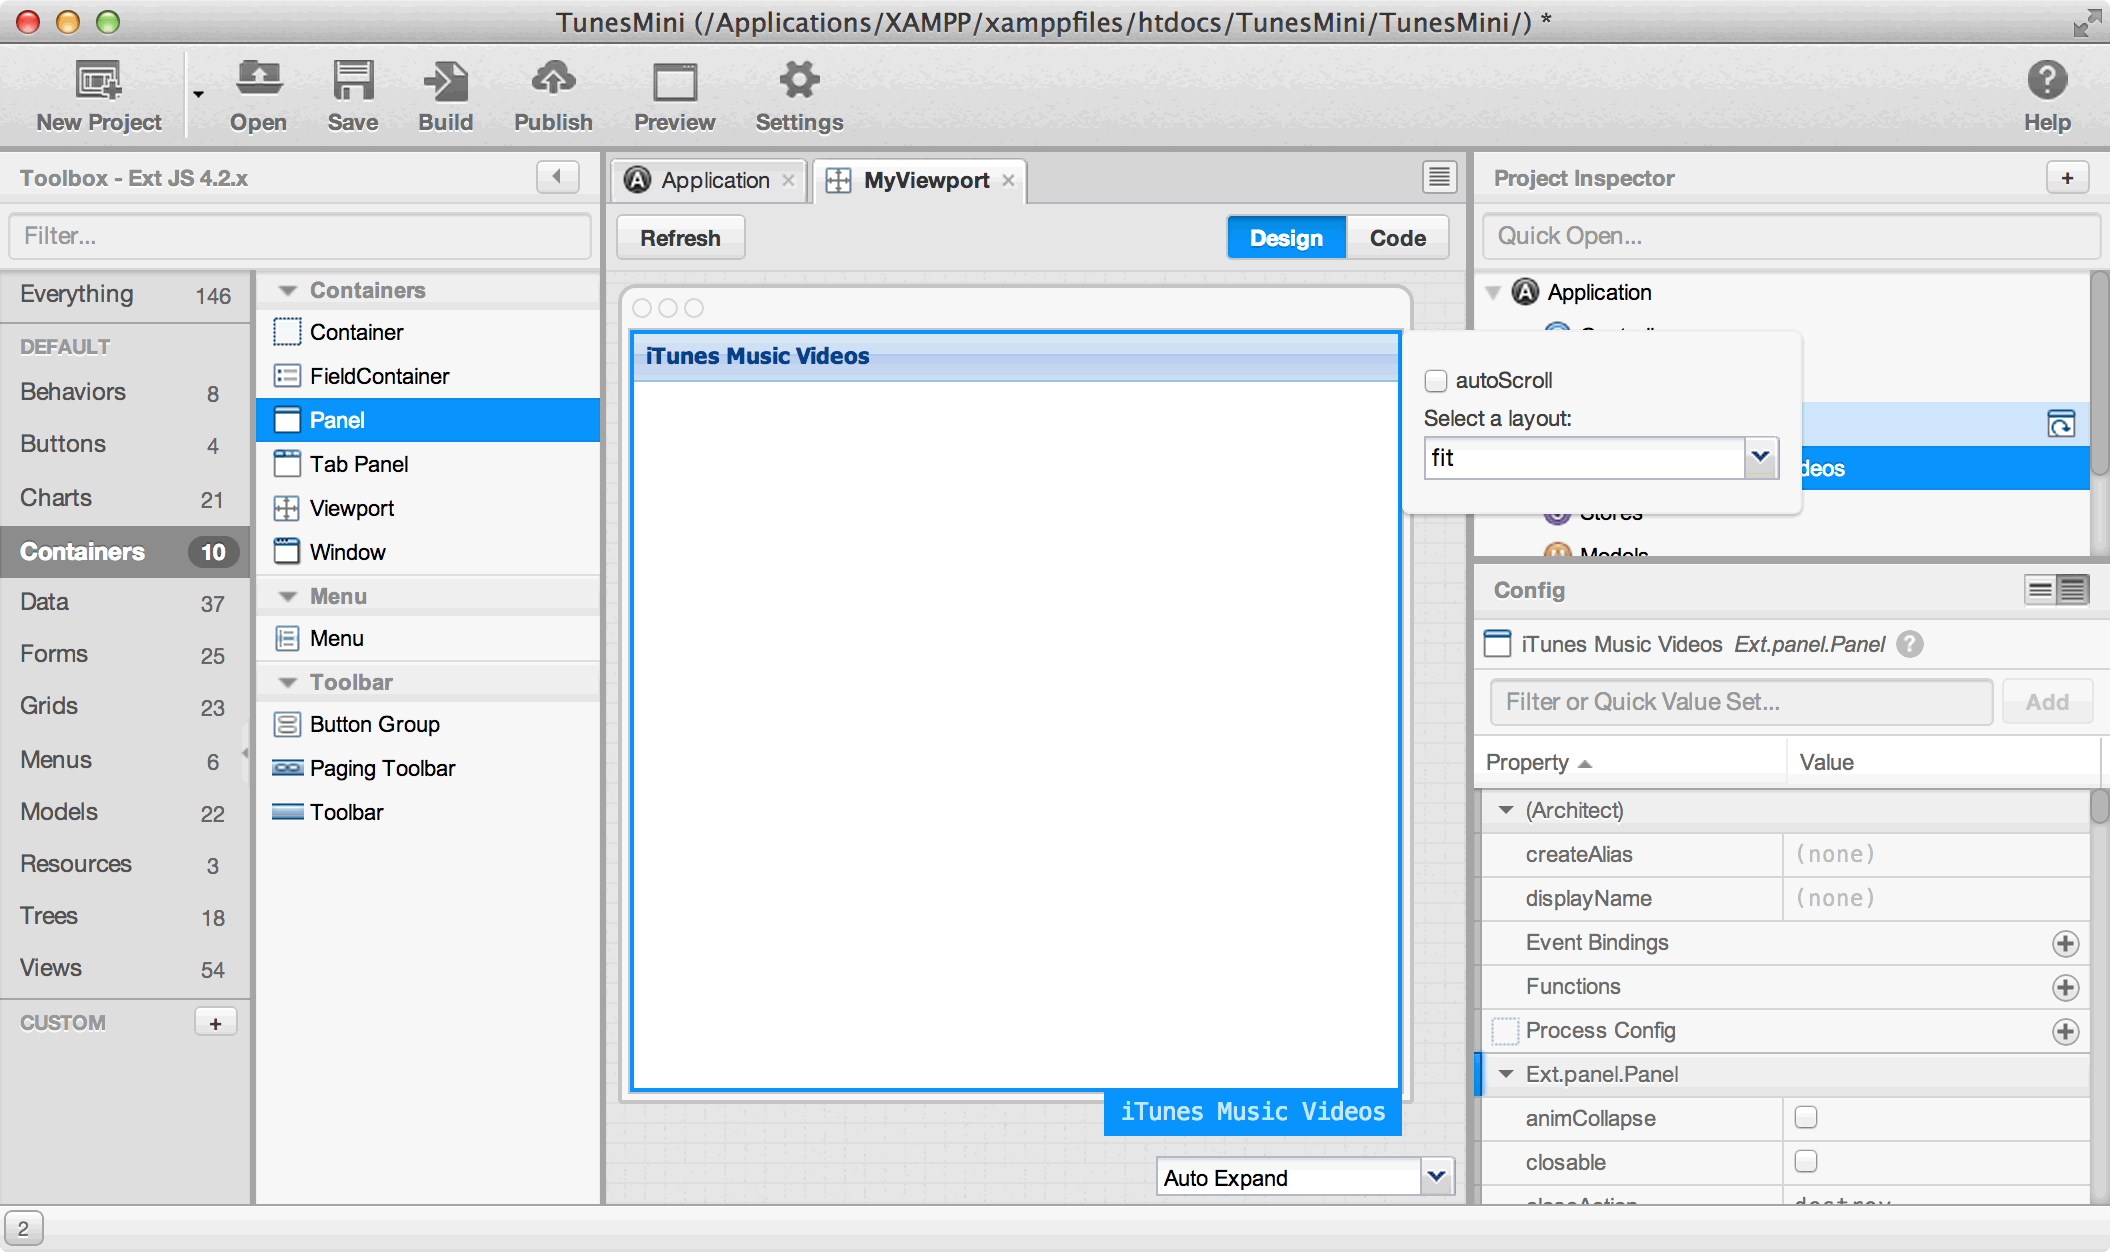 TunesMini (/Applications/XAMPP/xamppfiles/htdocs/TunesMini/TunesMini/) *
New Project
Open
Save
Build
Publish
Preview
Settings
Help
Toolbox - Ext JS 4.2.x
Filter...
Everything 146
DEFAULT
Behaviors 8
Buttons 4
Charts 21
Containers 10
Data 37
Forms 25
Grids 23
Menus 6
Models 22
Resources 3
Trees 18
Views 54
CUSTOM +
Containers
Container
FieldContainer
Panel
Tab Panel
Viewport
Window
Menu
Menu
Toolbar
Button Group
Paging Toolbar
Toolbar
Application
MyViewport
Refresh
Design
Code
iTunes Music Videos
autoScroll
Select a layout:
fit
iTunes Music Videos
Auto Expand
Project Inspector +
Quick Open...
Application
deos
Stores
Models
Config
iTunes Music Videos Ext.panel.Panel ?
Filter or Quick Value Set... Add
Property Value
(Architect)
createAlias (none)
displayName (none)
Event Bindings
Functions
Process Config
Ext.panel.Panel
animCollapse
closable
closeAction destroy
2